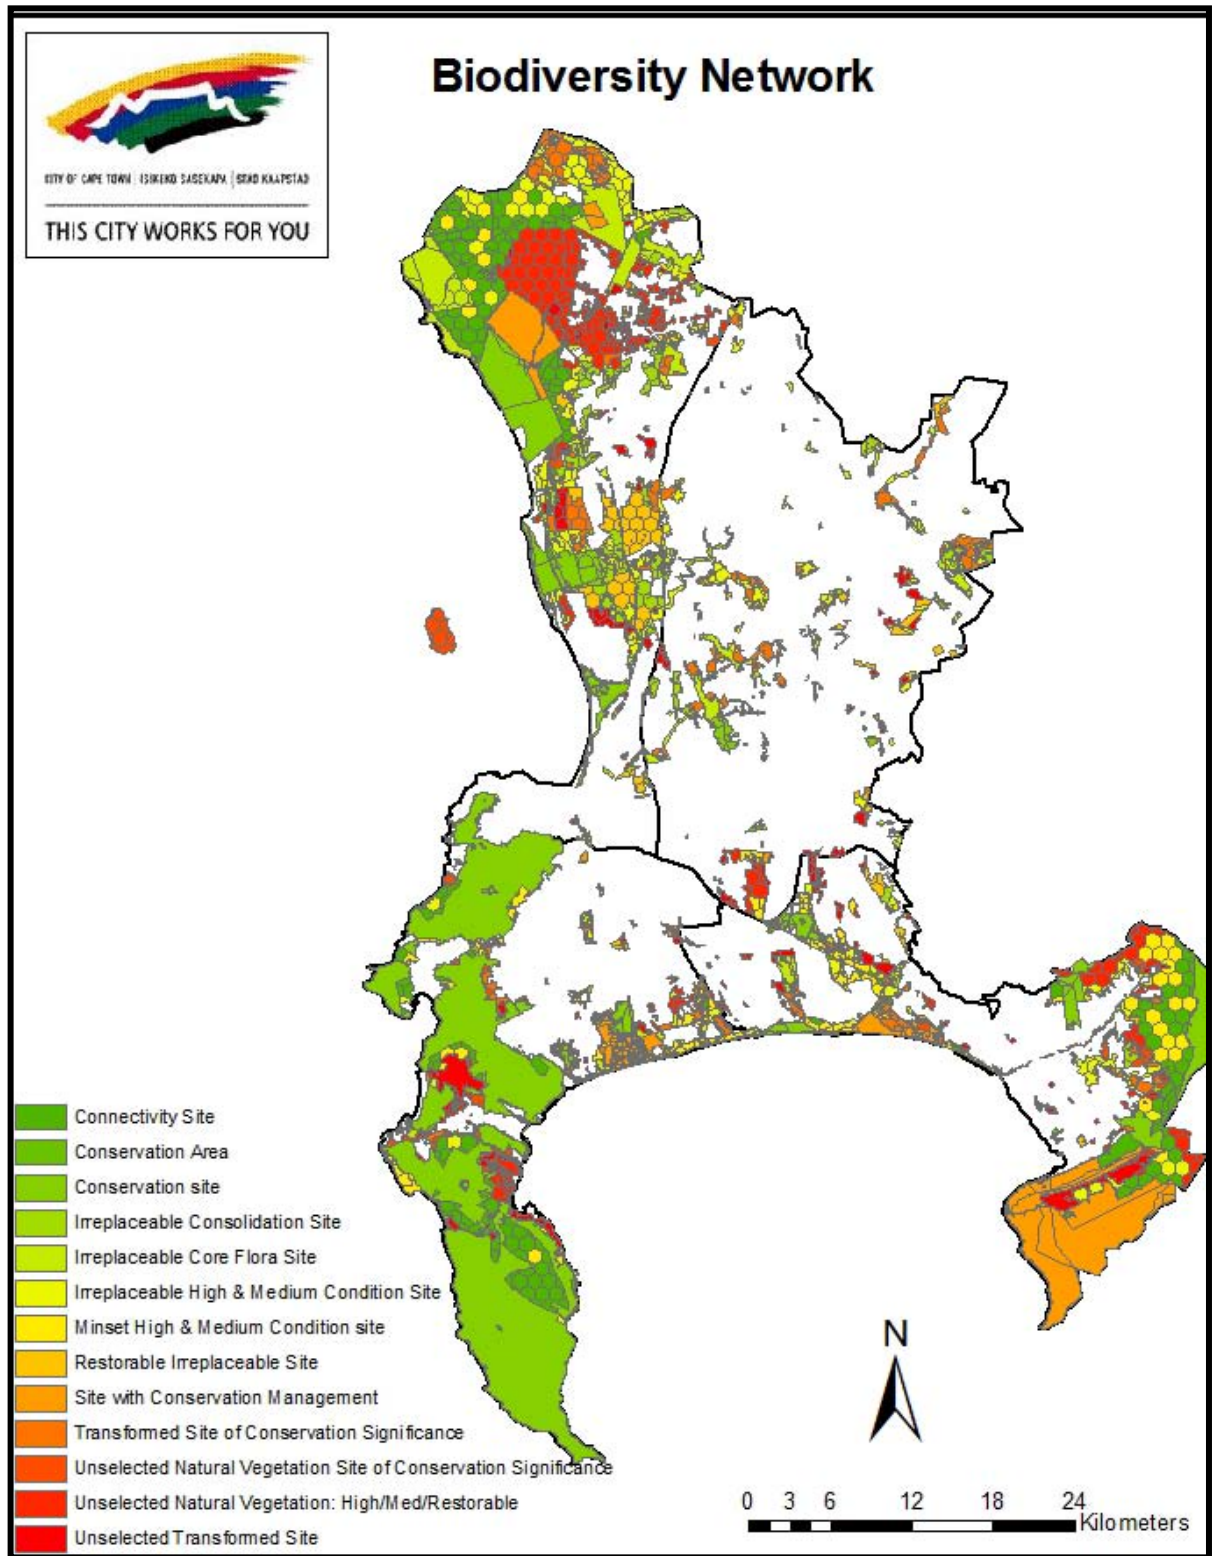 Biodiversity Network
CITY OF CAPE TOWN | ISIXEKO SASEKAPA | STAD KAAPSTAD
THIS CITY WORKS FOR YOU
Connectivity Site
Conservation Area
Conservation site
Irreplaceable Consolidation Site
Irreplaceable Core Flora Site
Irreplaceable High & Medium Condition Site
Minset High & Medium Condition site
Restorable Irreplaceable Site
Site with Conservation Management
Transformed Site of Conservation Significance
Unselected Natural Vegetation Site of Conservation Significance
Unselected Natural Vegetation: High/Med/Restorable
Unselected Transformed Site
N
0 3 6 12 18 24
Kilometers